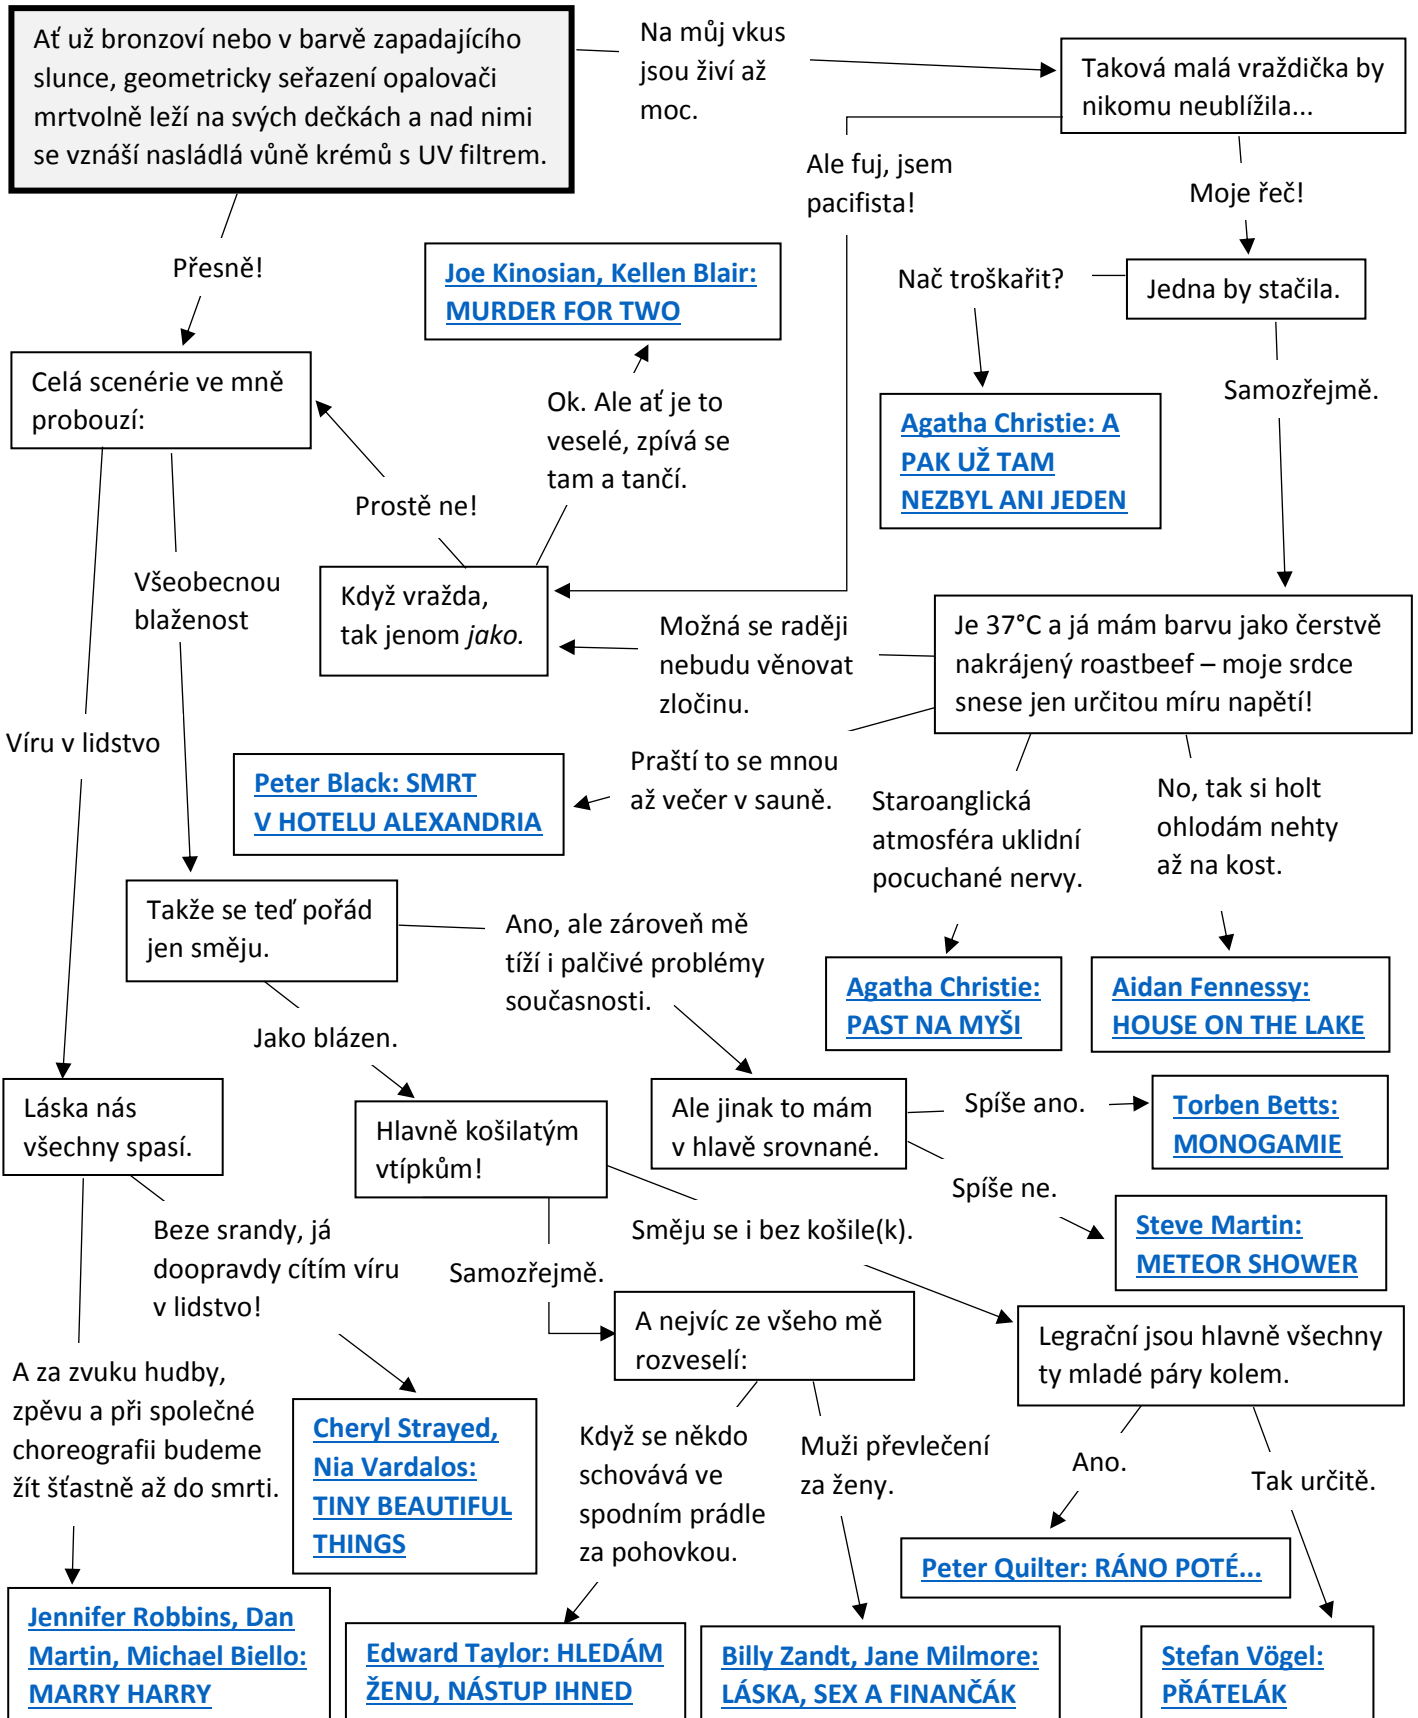 Ať už bronzoví nebo v barvě zapadajícího
slunce, geometricky seřazení opalovači
mrtvolně leží na svých dečkách a nad nimi
se vznáší nasládlá vůně krémů s UV filtrem.
Na můj vkus
jsou živí až
moc.
Taková malá vraždička by
nikomu neublížila...
Ale fuj, jsem
pacifista!
Moje řeč!
Přesně!
Joe Kinosian, Kellen Blair:
MURDER FOR TWO
Nač troškařit?
Jedna by stačila.
Celá scenérie ve mně
probouzí:
Ok. Ale ať je to
veselé, zpívá se
tam a tančí.
Samozřejmě.
Agatha Christie: A
PAK UŽ TAM
NEZBYL ANI JEDEN
Prostě ne!
Všeobecnou
blaženost
Když vražda,
tak jenom jako.
Možná se raději
nebudu věnovat
zločinu.
Je 37°C a já mám barvu jako čerstvě
nakrájený roastbeef – moje srdce
snese jen určitou míru napětí!
Víru v lidstvo
Peter Black: SMRT
V HOTELU ALEXANDRIA
Praští to se mnou
až večer v sauně.
Staroanglická
atmosféra uklidní
pocuchané nervy.
No, tak si holt
ohlodám nehty
až na kost.
Takže se teď pořád
jen směju.
Ano, ale zároveň mě
tíží i palčivé problémy
současnosti.
Agatha Christie:
PAST NA MYŠI
Aidan Fennessy:
HOUSE ON THE LAKE
Jako blázen.
Láska nás
všechny spasí.
Hlavně košilatým
vtípkům!
Ale jinak to mám
v hlavě srovnané.
Spíše ano.
Torben Betts:
MONOGAMIE
Spíše ne.
Steve Martin:
METEOR SHOWER
Beze srandy, já
doopravdy cítím víru
v lidstvo!
Samozřejmě.
Směju se i bez košile(k).
A nejvíc ze všeho mě
rozveselí:
Legrační jsou hlavně všechny
ty mladé páry kolem.
A za zvuku hudby,
zpěvu a při společné
choreografii budeme
žít šťastně až do smrti.
Cheryl Strayed,
Nia Vardalos:
TINY BEAUTIFUL
THINGS
Když se někdo
schovává ve
spodním prádle
za pohovkou.
Muži převlečení
za ženy.
Ano.
Tak určitě.
Peter Quilter: RÁNO POTÉ...
Jennifer Robbins, Dan
Martin, Michael Biello:
MARRY HARRY
Edward Taylor: HLEDÁM
ŽENU, NÁSTUP IHNED
Billy Zandt, Jane Milmore:
LÁSKA, SEX A FINANČÁK
Stefan Vögel:
PŘÁTELÁK